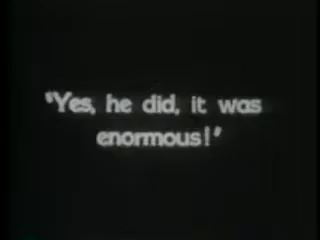 "Yes, he did, it was
enormous!"